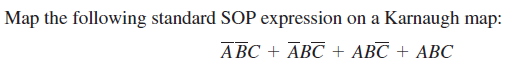 Map the following standard SOP expression on a Karnaugh map:
A̅B̅C + A̅BC̅ + ABC̅ + ABC